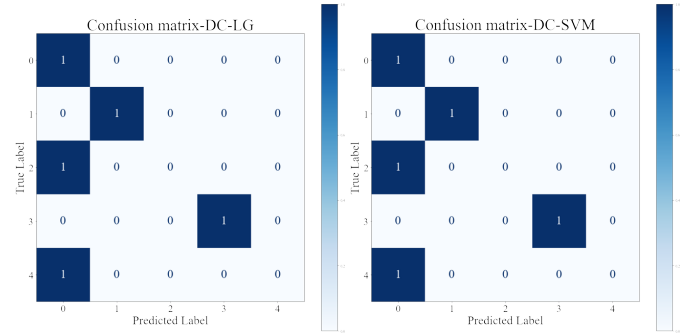 Confusion matrix-DC-LG
True Label
0 1 0 0 0 0
1 0 1 0 0 0
2 1 0 0 0 0
3 0 0 0 1 0
4 1 0 0 0 0
0 1 2 3 4
Predicted Label
Confusion matrix-DC-SVM
True Label
0 1 0 0 0 0
1 0 1 0 0 0
2 1 0 0 0 0
3 0 0 0 1 0
4 1 0 0 0 0
0 1 2 3 4
Predicted Label